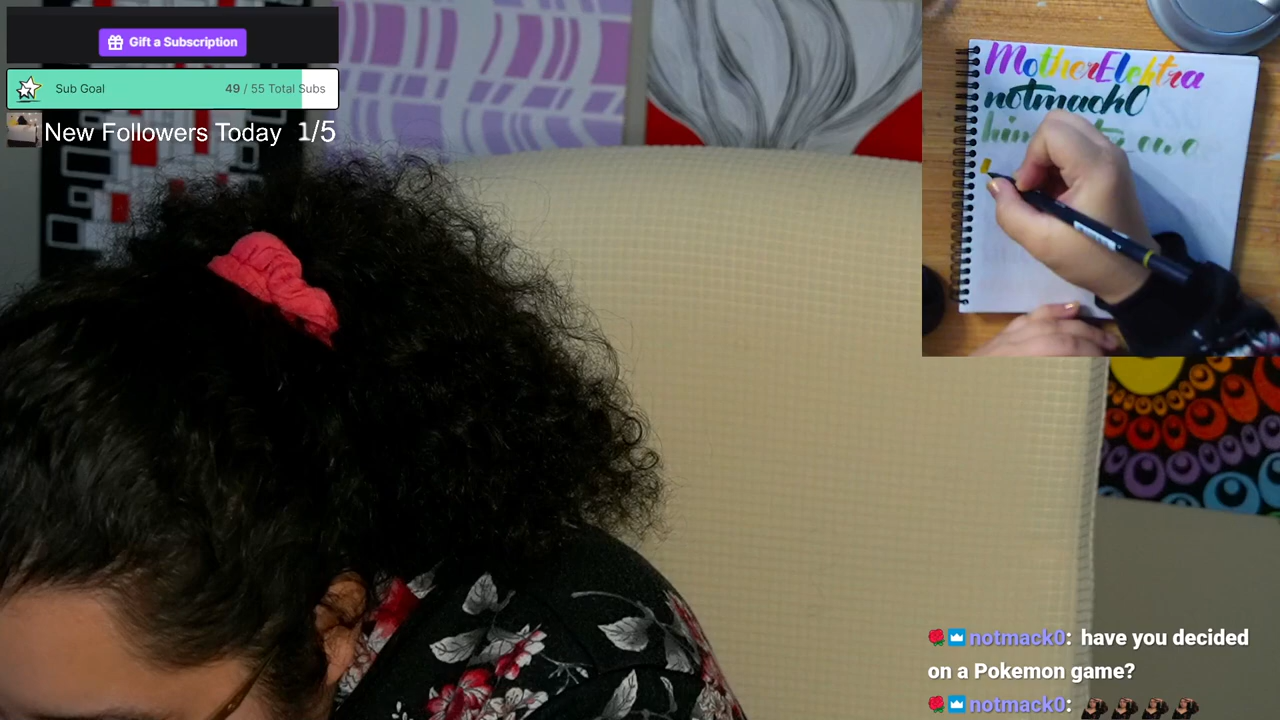 Gift a Subscription
Sub Goal 49 / 55 Total Subs
New Followers Today 1/5
MotherElektra
notmack0
notmack0: have you decided
on a Pokemon game?
notmack0: